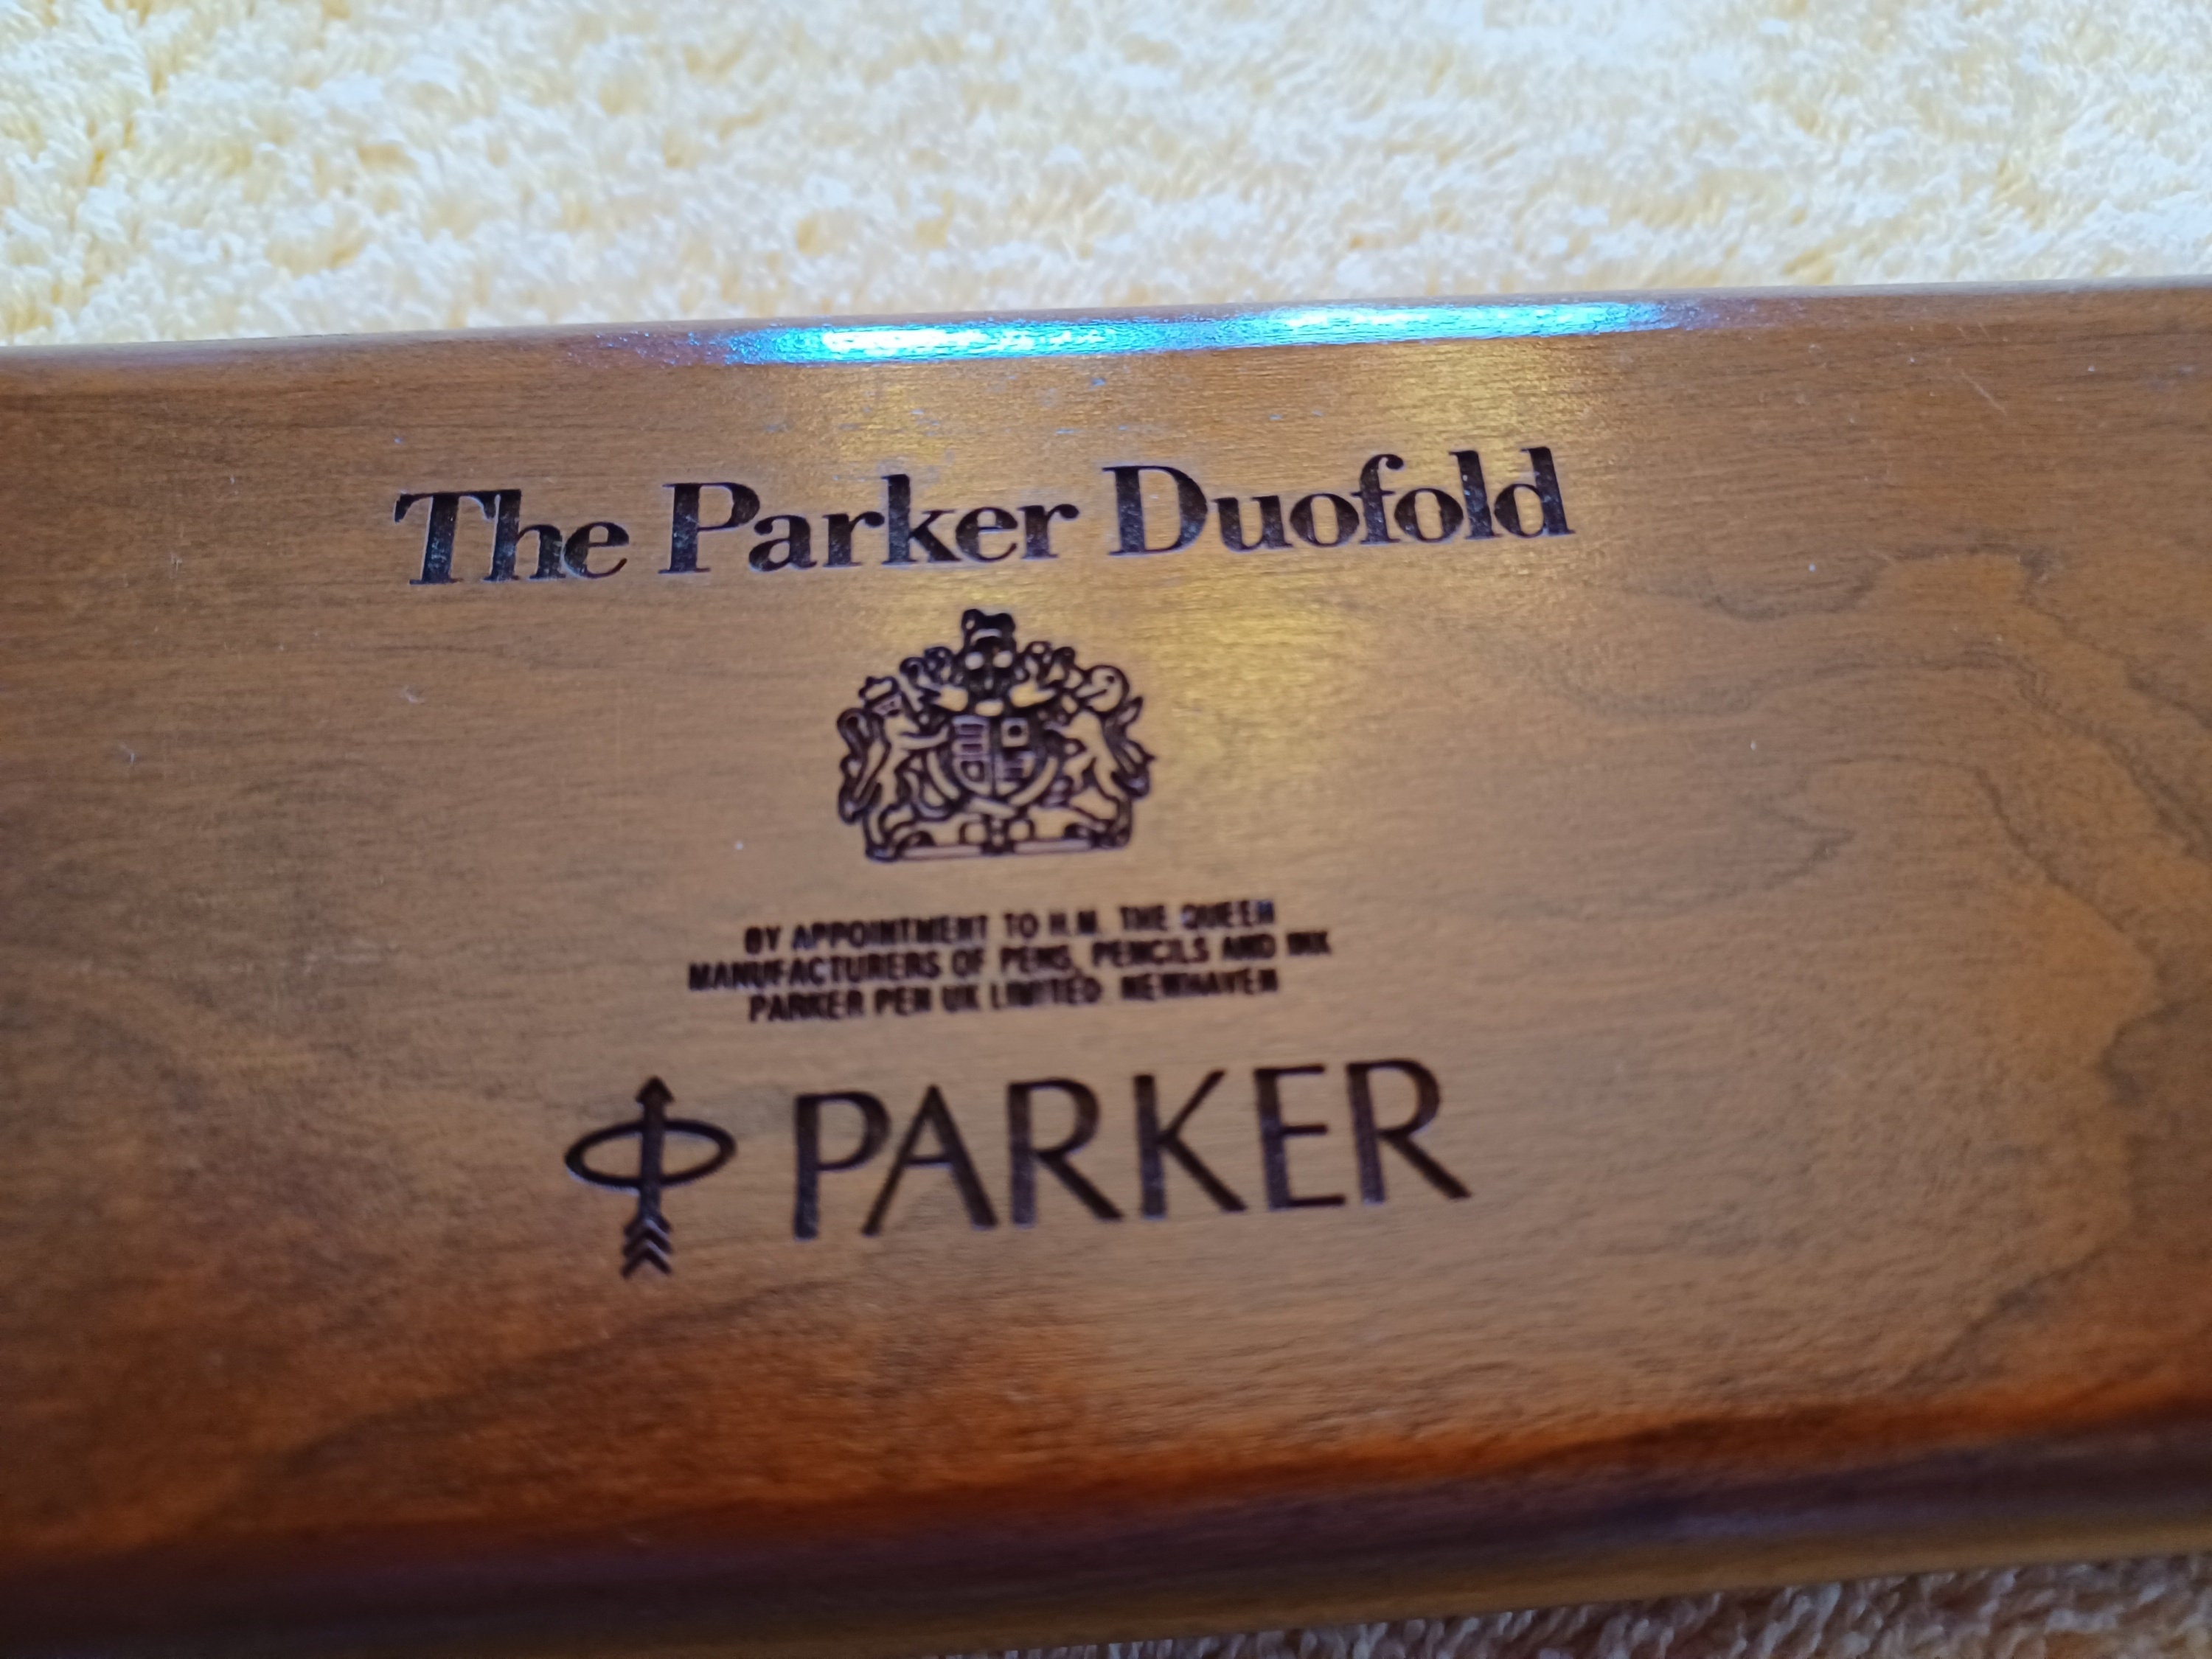 The Parker Duofold
BY APPOINTMENT TO H.M. THE QUEEN
MANUFACTURERS OF PENS, PENCILS AND INK
PARKER PEN UK LIMITED NEWHAVEN
PARKER